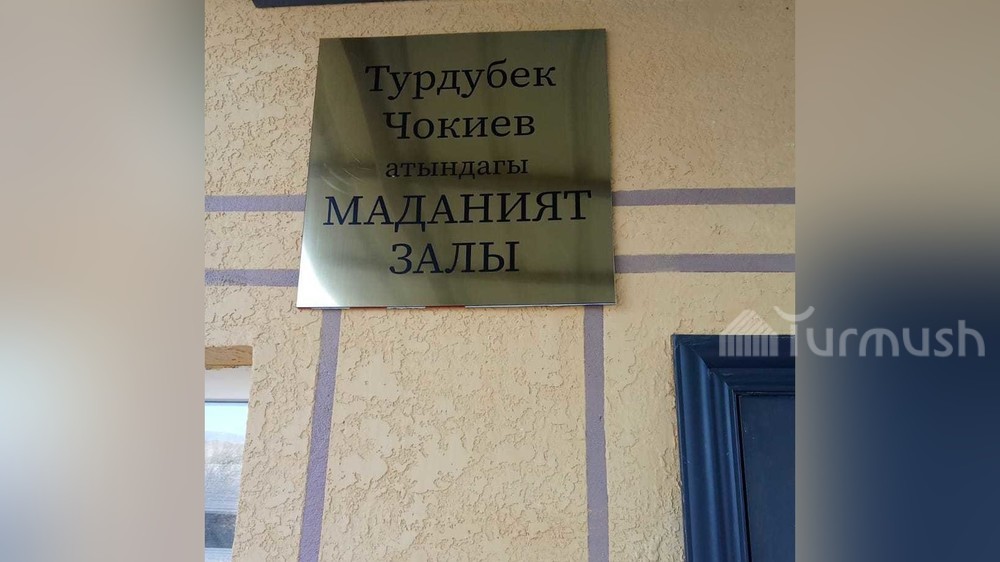 Турдубек
Чокиев
атындагы
МАДАНИЯТ
ЗАЛЫ
Turmush